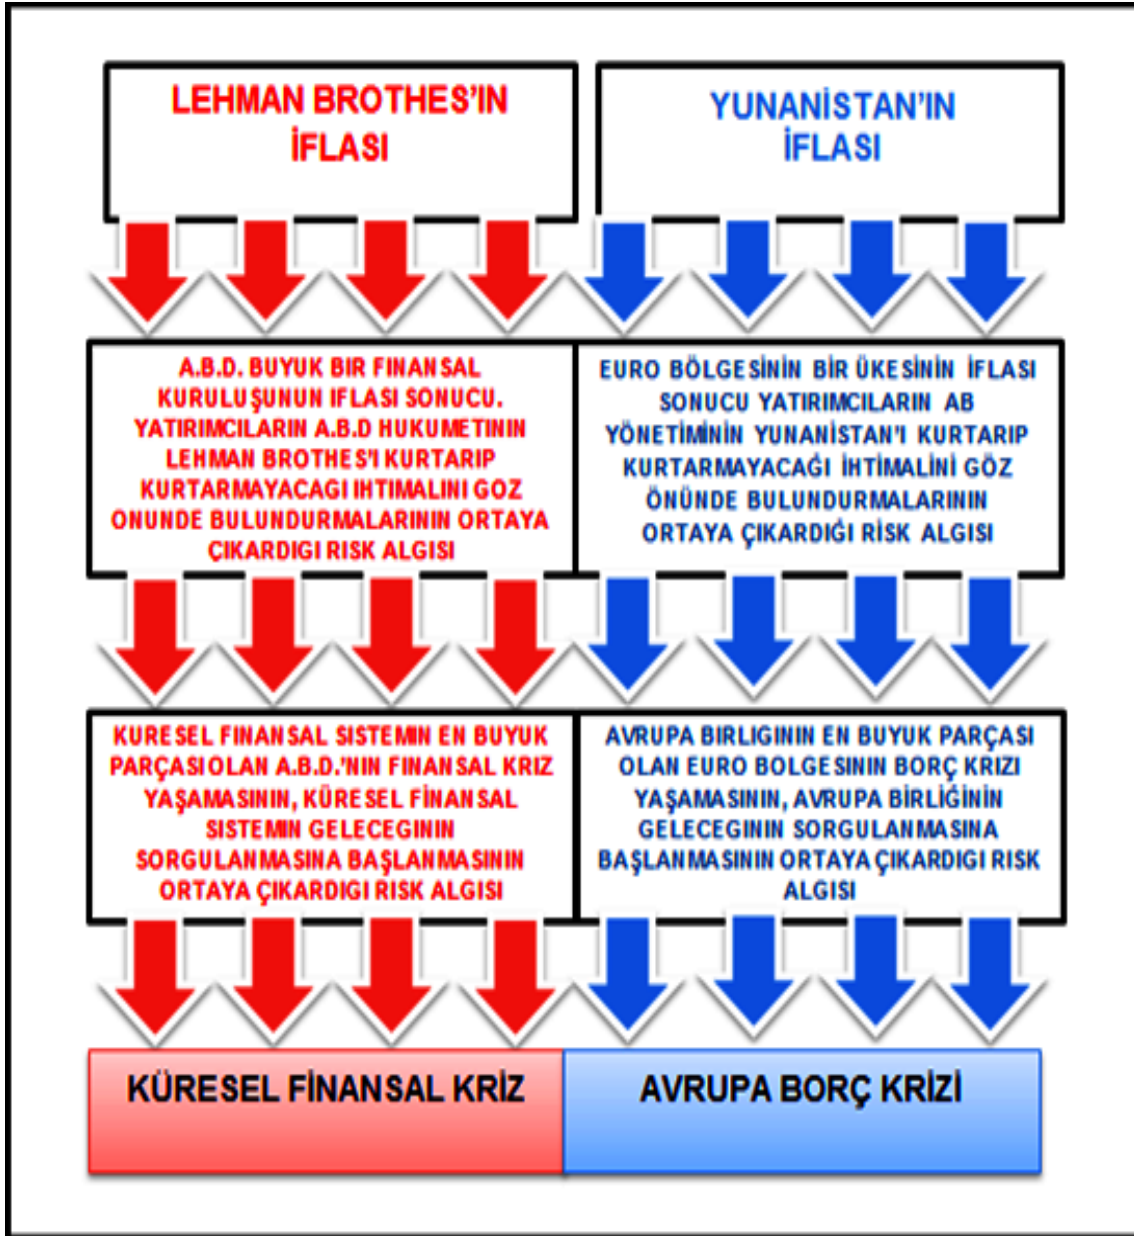 LEHMAN BROTHES’IN
İFLASI
YUNANİSTAN’IN
İFLASI
A.B.D. BUYUK BIR FINANSAL
KURULUŞUNUN IFLASI SONUCU.
YATIRIMCILARIN A.B.D HUKUMETININ
LEHMAN BROTHES’I KURTARIP
KURTARMAYACAGI IHTIMALINI GOZ
ONUNDE BULUNDURMALARININ ORTAYA
ÇIKARDIGI RISK ALGISI
EURO BÖLGESİNİN BİR ÜKESİNİN İFLASI
SONUCU YATIRIMCILARIN AB
YÖNETİMİNİN YUNANİSTAN’I KURTARIP
KURTARMAYACAĞI İHTİMALİNİ GÖZ
ÖNÜNDE BULUNDURMALARININ
ORTAYA ÇIKARDIĞI RİSK ALGISI
KURESEL FINANSAL SISTEMIN EN BUYUK
PARÇASI OLAN A.B.D.’NIN FINANSAL KRIZ
YAŞAMASININ, KÜRESEL FİNANSAL
SISTEMIN GELECEGININ
SORGULANMASINA BAŞLANMASININ
ORTAYA ÇIKARDIGI RISK ALGISI
AVRUPA BIRLIGININ EN BUYUK PARÇASI
OLAN EURO BOLGESININ BORÇ KRIZI
YAŞAMASININ, AVRUPA BİRLİĞİNİN
GELECEGININ SORGULANMASINA
BAŞLANMASININ ORTAYA ÇIKARDIGI RISK
ALGISI
KÜRESEL FİNANSAL KRİZ
AVRUPA BORÇ KRİZİ